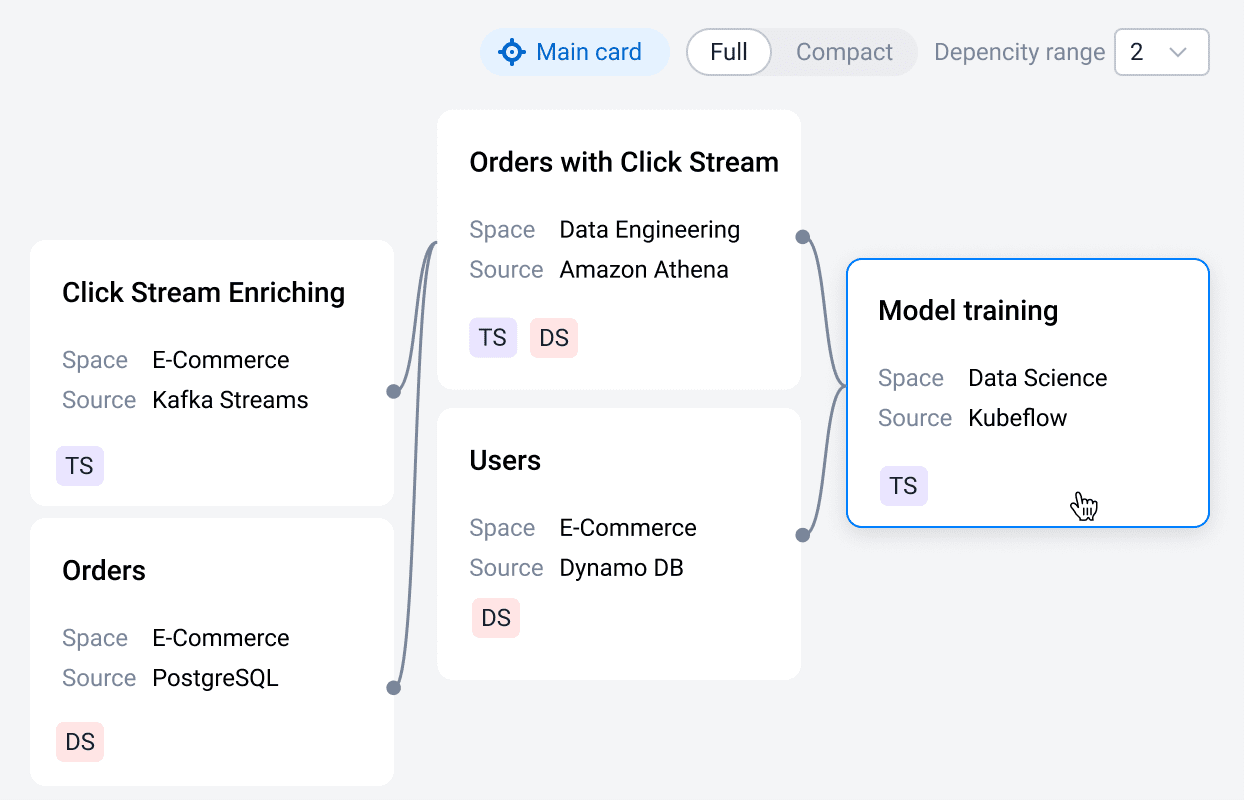 Main card Full Compact Depencity range 2
Orders with Click Stream
Space Data Engineering
Source Amazon Athena
TS DS
Click Stream Enriching
Space E-Commerce
Source Kafka Streams
TS
Model training
Space Data Science
Source Kubeflow
TS
Users
Space E-Commerce
Source Dynamo DB
DS
Orders
Space E-Commerce
Source PostgreSQL
DS